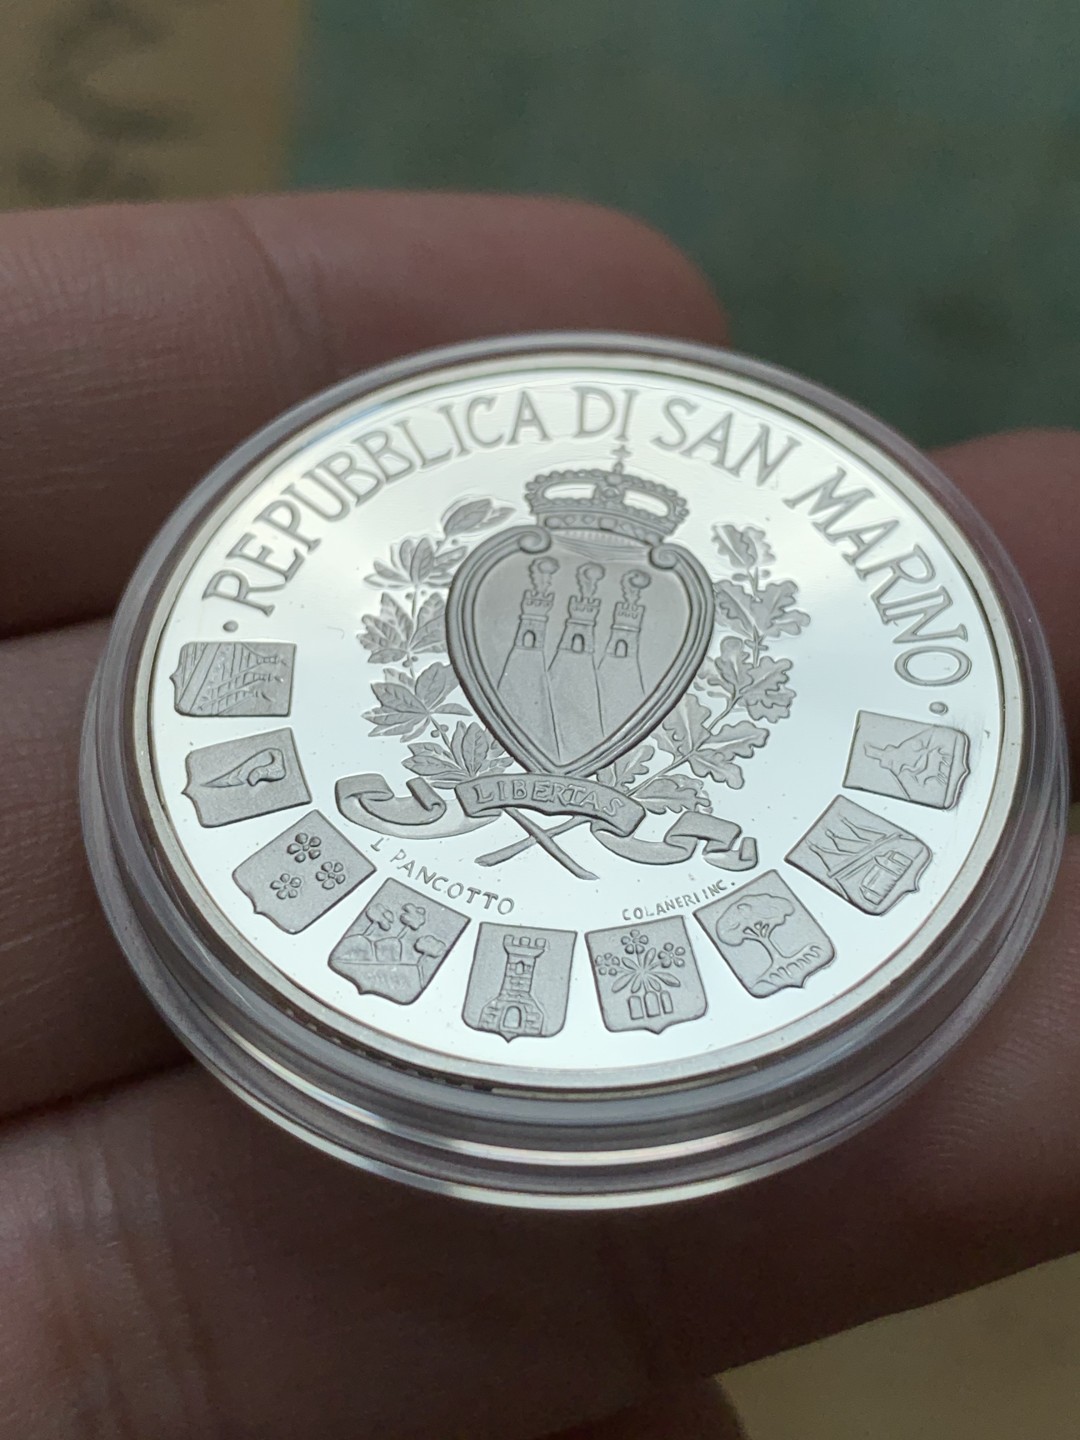 · REPUBBLICA DI SAN MARINO ·
LIBERTAS
I PANCOTTO
COLANERI INC.